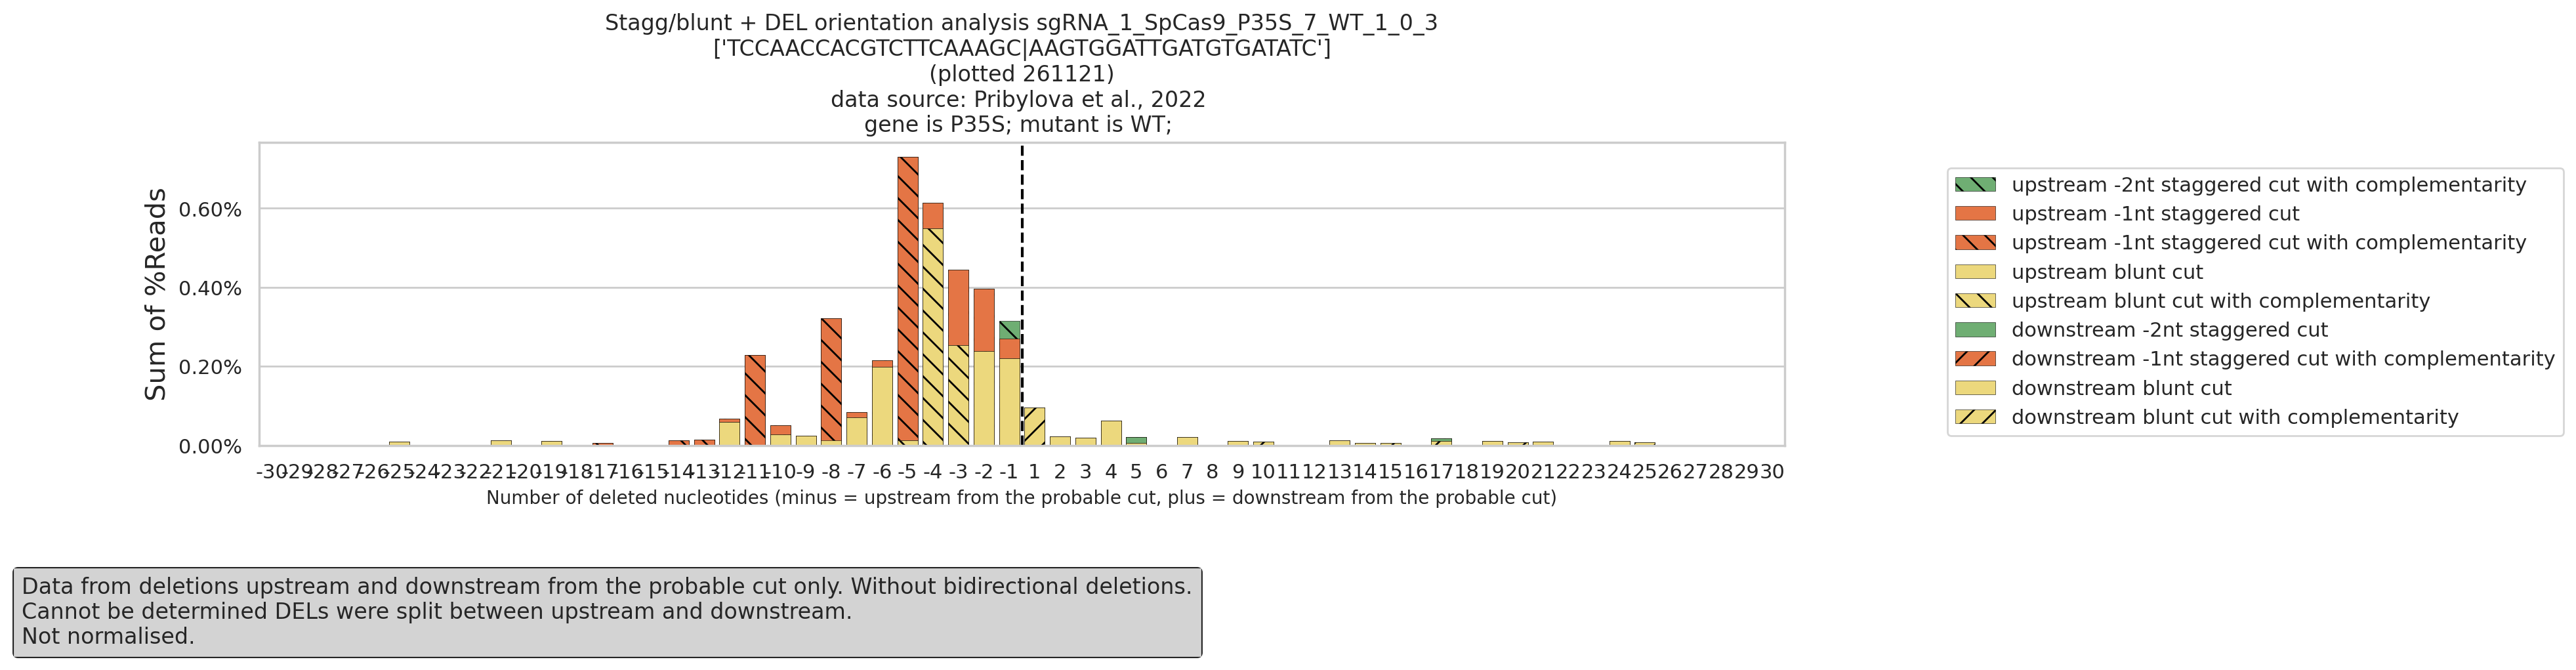 Stagg/blunt + DEL orientation analysis sgRNA_1_SpCas9_P35S_7_WT_1_0_3
['TCCAACCACGTCTTCAAAGC|AAGTGGATTGATGTGATATC']
(plotted 261121)
data source: Pribylova et al., 2022
gene is P35S; mutant is WT;
Sum of %Reads
0.60%
0.40%
0.20%
0.00%
-30 -29 -28 -27 -26 -25 -24 -23 -22 -21 -20 -19 -18 -17 -16 -15 -14 -13 -12 -11 -10 -9 -8 -7 -6 -5 -4 -3 -2 -1 1 2 3 4 5 6 7 8 9 10 11 12 13 14 15 16 17 18 19 20 21 22 23 24 25 26 27 28 29 30
Number of deleted nucleotides (minus = upstream from the probable cut, plus = downstream from the probable cut)
upstream -2nt staggered cut with complementarity
upstream -1nt staggered cut
upstream -1nt staggered cut with complementarity
upstream blunt cut
upstream blunt cut with complementarity
downstream -2nt staggered cut
downstream -1nt staggered cut with complementarity
downstream blunt cut
downstream blunt cut with complementarity
Data from deletions upstream and downstream from the probable cut only. Without bidirectional deletions.
Cannot be determined DELs were split between upstream and downstream.
Not normalised.